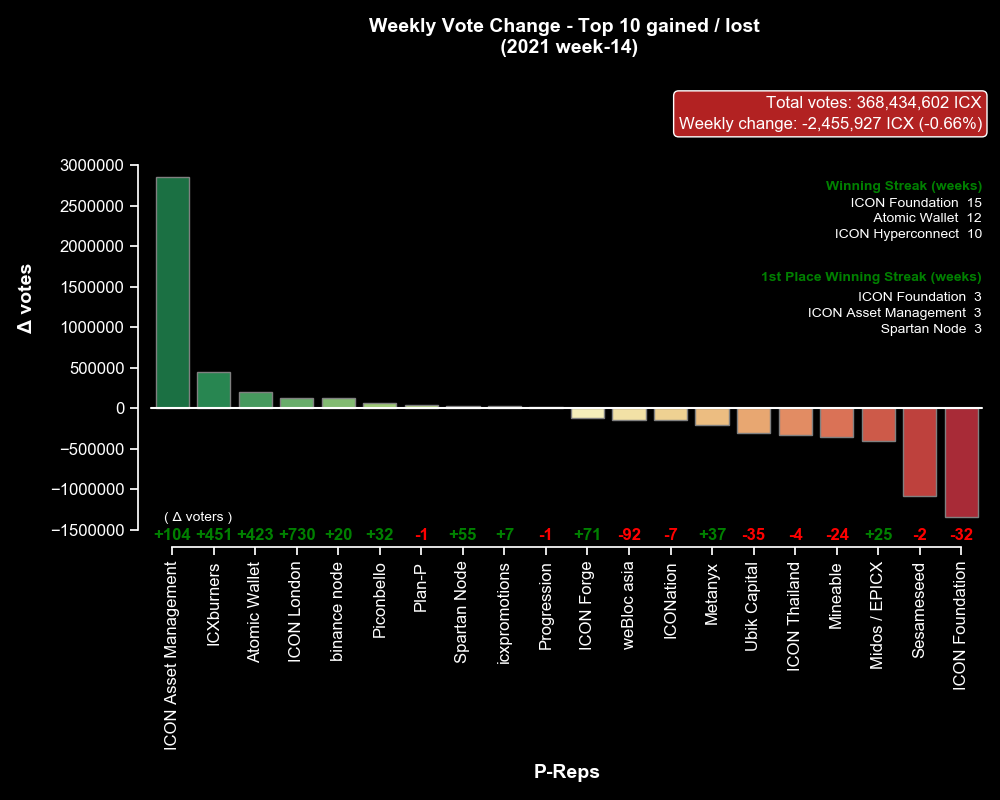 Weekly Vote Change - Top 10 gained / lost
(2021 week-14)
Total votes: 368,434,602 ICX
Weekly change: -2,455,927 ICX (-0.66%)
Winning Streak (weeks)
ICON Foundation 15
Atomic Wallet 12
ICON Hyperconnect 10
1st Place Winning Streak (weeks)
ICON Foundation 3
ICON Asset Management 3
Spartan Node 3
Δ votes
3000000
2500000
2000000
1500000
1000000
500000
0
−500000
−1000000
−1500000
( Δ voters )
+104 +451 +423 +730 +20 +32 -1 +55 +7 -1 +71 -92 -7 +37 -35 -4 -24 +25 -2 -32
ICON Asset Management
ICXburners
Atomic Wallet
ICON London
binance node
Piconbello
Plan-P
Spartan Node
icxpromotions
Progression
ICON Forge
weBloc asia
ICONation
Metanyx
Ubik Capital
ICON Thailand
Mineable
Midos / EPICX
Sesameseed
ICON Foundation
P-Reps